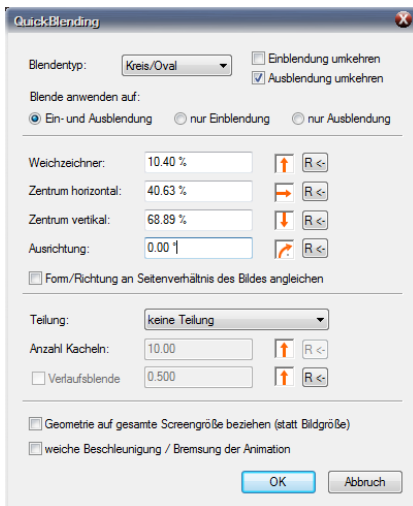 QuickBlending
Blendentyp: Kreis/Oval Einblendung umkehren
Ausblendung umkehren
Blende anwenden auf:
Ein- und Ausblendung nur Einblendung nur Ausblendung
Weichzeichner: 10.40 % R <-
Zentrum horizontal: 40.63 % R <-
Zentrum vertikal: 68.89 % R <-
Ausrichtung: 0.00 ° R <-
Form/Richtung an Seitenverhältnis des Bildes angleichen
Teilung: keine Teilung
Anzahl Kacheln: 10.00 R <-
Verlaufsblende 0.500 R <-
Geometrie auf gesamte Screengröße beziehen (statt Bildgröße)
weiche Beschleunigung / Bremsung der Animation
OK Abbruch